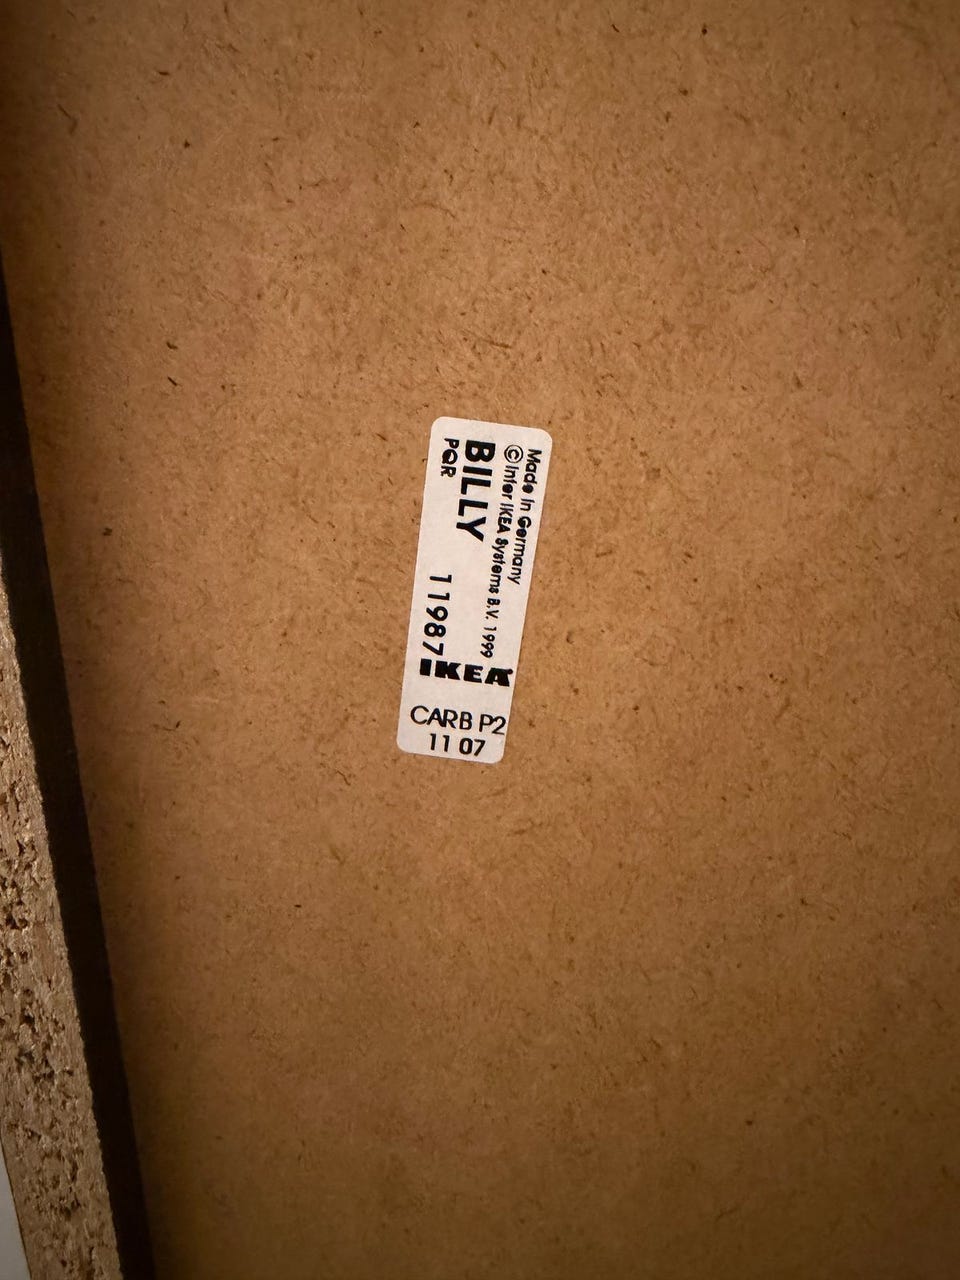 Made in Germany
© Inter IKEA Systems B.V. 1999
BILLY
PQR 11987
IKEA
CARB P2
11 07